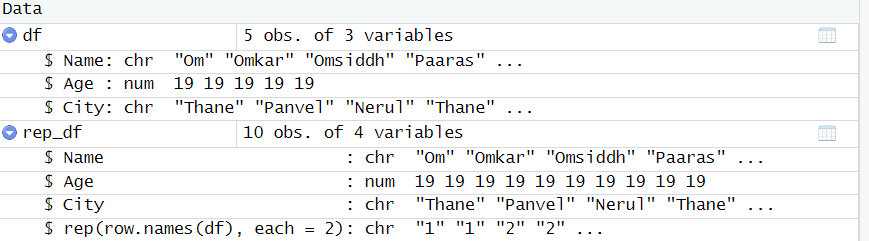 Data
df 5 obs. of 3 variables
$ Name: chr "Om" "Omkar" "Omsiddh" "Paaras" ...
$ Age : num 19 19 19 19 19
$ City: chr "Thane" "Panvel" "Nerul" "Thane" ...
rep_df 10 obs. of 4 variables
$ Name : chr "Om" "Omkar" "Omsiddh" "Paaras" ...
$ Age : num 19 19 19 19 19 19 19 19 19 19
$ City : chr "Thane" "Panvel" "Nerul" "Thane" ...
$ rep(row.names(df), each = 2): chr "1" "1" "2" "2" ...